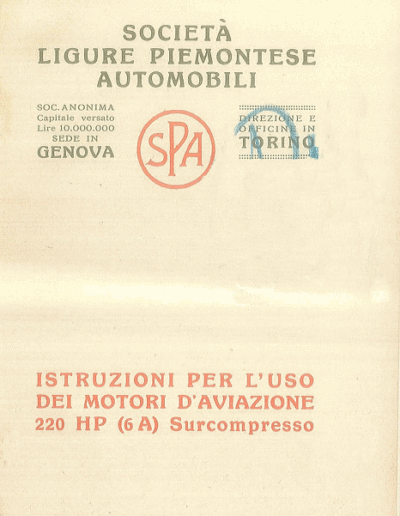 SOCIETÀ
LIGURE PIEMONTESE
AUTOMOBILI
SOC. ANONIMA
Capitale versato
Lire 10.000.000
SEDE IN
GENOVA
SPA
DIREZIONE E
OFFICINE IN
TORINO
ISTRUZIONI PER L'USO
DEI MOTORI D'AVIAZIONE
220 HP (6 A) Surcompresso